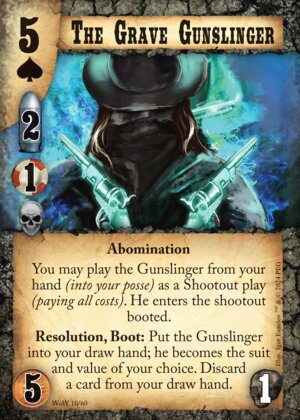 5
THE GRAVE GUNSLINGER
2
1
Abomination
You may play the Gunslinger from your
hand (into your posse) as a Shootout play
(paying all costs). He enters the shootout
booted.
Resolution, Boot: Put the Gunslinger
into your draw hand; he becomes the suit
and value of your choice. Discard
a card from your draw hand.
5
WoW 10/60
1
™ & © 2024 PEG